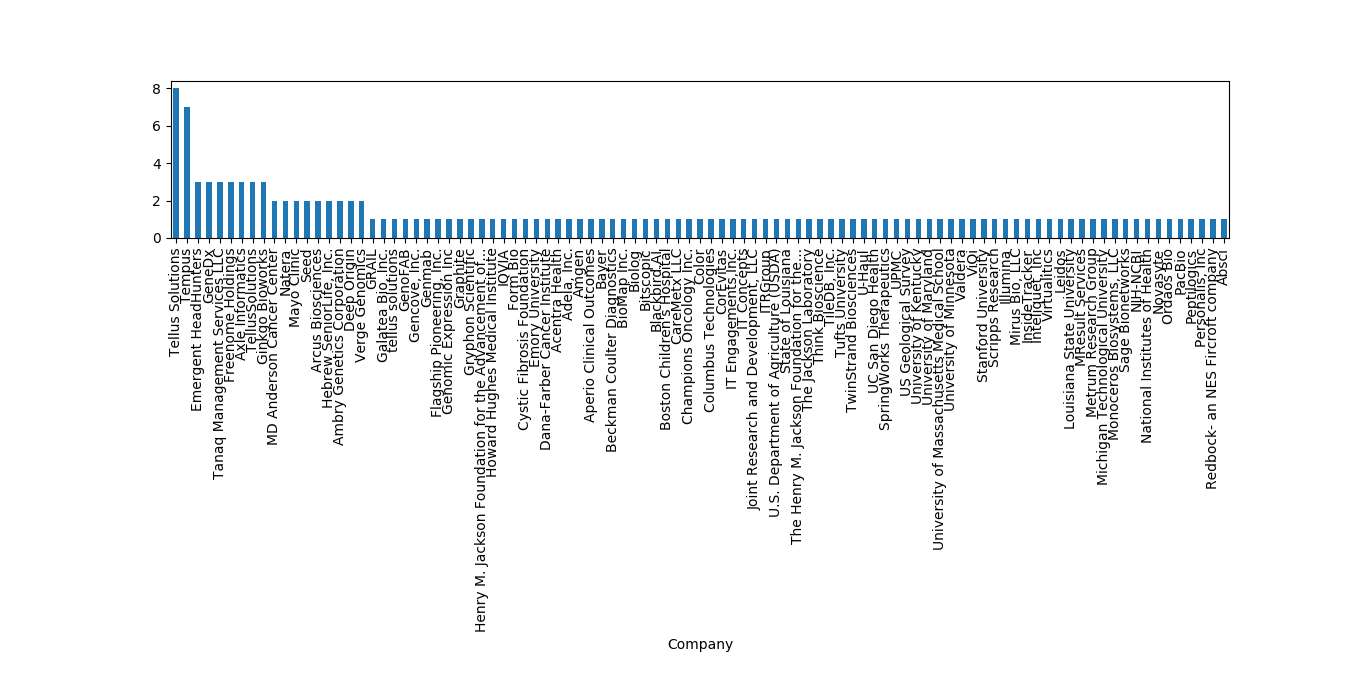 8
6
4
2
0
Tellus Solutions
Tempus
Emergent HeadHunters
GeneDx
Tanaq Management Services LLC
Freenome Holdings
Axle Informatics
TellusSolutions
Ginkgo Bioworks
MD Anderson Cancer Center
Natera
Mayo Clinic
Seed
Arcus Biosciences
Hebrew SeniorLife, Inc.
Ambry Genetics Corporation
Deep Origin
Verge Genomics
GRAIL
Galatea Bio, Inc.
tellus solutions
GenoFAB
Gencove, Inc.
Genmab
Flagship Pioneering, Inc.
Genomic Expression Inc
Graphite
Gryphon Scientific
Henry M. Jackson Foundation for the Advancement of...
Howard Hughes Medical Institute
IQVIA
Form Bio
Cystic Fibrosis Foundation
Emory University
Dana-Farber Cancer Institute
Acentra Health
Adela, Inc.
Amgen
Aperio Clinical Outcomes
Bayer
Beckman Coulter Diagnostics
BioMap Inc.
Biolog
Bitscopic
Blackbird.AI
Boston Children's Hospital
CareMetx LLC
Champions Oncology, Inc.
Color
Columbus Technologies
CorEvitas
IT Engagements,Inc.
IT Concepts
Joint Research and Development, LLC
ITRGroup
U.S. Department of Agriculture (USDA)
State of Louisiana
The Henry M. Jackson Foundation for the...
The Jackson Laboratory
Think Bioscience
TileDB, Inc.
Tufts University
TwinStrand Biosciences
U-Haul
UC San Diego Health
SpringWorks Therapeutics
UPMC
US Geological Survey
University of Kentucky
University of Maryland
University of Massachusetts Medical School
University of Minnesota
Valdera
ViQi
Stanford University
Scripps Research
Illumina
Mirus Bio, LLC
InsideTracker
Interdigital
Virtualitics
Leidos
Louisiana State University
MResult Services
Metrum Research Group
Michigan Technological University
Monoceros Biosystems, LLC
Sage Bionetworks
NIH-NICHD
National Institutes of Health
Novasyte
Ordaos Bio
PacBio
Peptilogics
Personalis, Inc
Redbock- an NES Fircroft company
Absci
Company